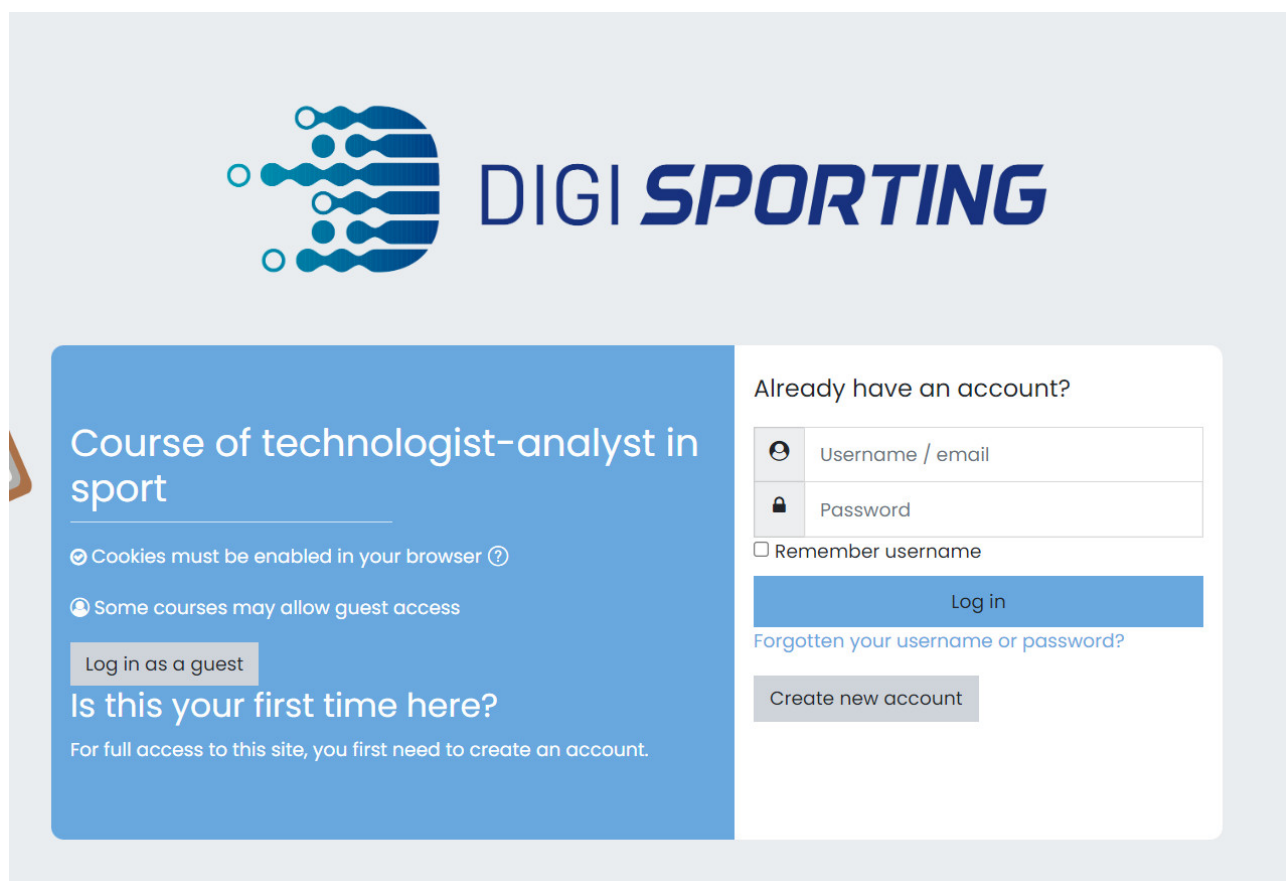 DIGI SPORTING
Course of technologist-analyst in
sport
Cookies must be enabled in your browser
Some courses may allow guest access
Log in as a guest
Is this your first time here?
For full access to this site, you first need to create an account.
Already have an account?
Username / email
Password
Remember username
Log in
Forgotten your username or password?
Create new account